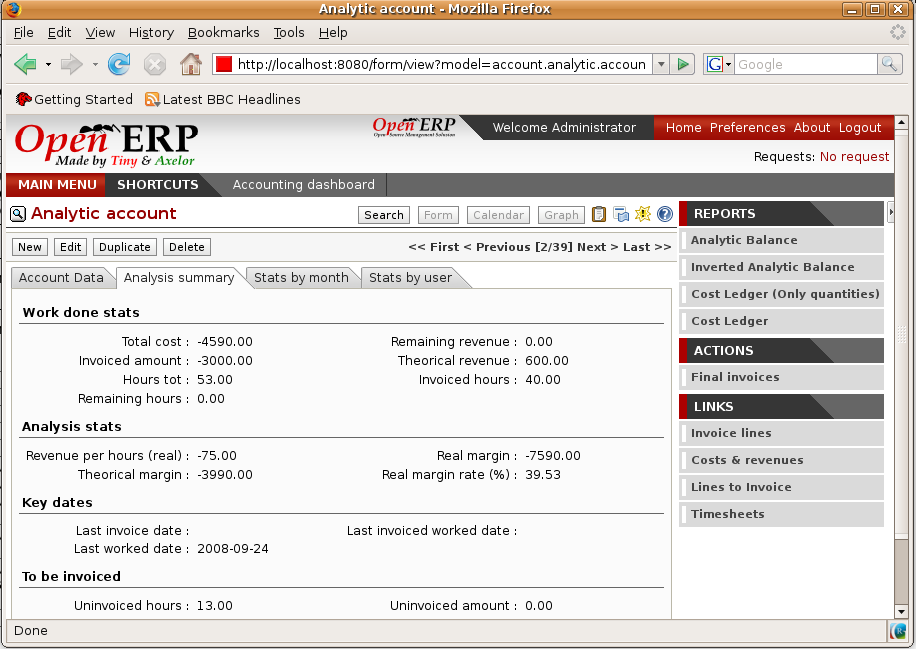 Analytic account - Mozilla Firefox
File Edit View History Bookmarks Tools Help
http://localhost:8080/form/view?model=account.analytic.accoun
G Google
Getting Started Latest BBC Headlines
Open ERP
Made by Tiny & Axelor
Open ERP
Open Source Management Solution
Welcome Administrator
Home Preferences About Logout
Requests: No request
MAIN MENU SHORTCUTS Accounting dashboard
Analytic account
Search Form Calendar Graph
New Edit Duplicate Delete
<< First < Previous [2/39] Next > Last >>
Account Data Analysis summary Stats by month Stats by user
Work done stats
Total cost : -4590.00 Remaining revenue : 0.00
Invoiced amount : -3000.00 Theorical revenue : 600.00
Hours tot : 53.00 Invoiced hours : 40.00
Remaining hours : 0.00
Analysis stats
Revenue per hours (real) : -75.00 Real margin : -7590.00
Theorical margin : -3990.00 Real margin rate (%) : 39.53
Key dates
Last invoice date : Last invoiced worked date :
Last worked date : 2008-09-24
To be invoiced
Uninvoiced hours : 13.00 Uninvoiced amount : 0.00
REPORTS
Analytic Balance
Inverted Analytic Balance
Cost Ledger (Only quantities)
Cost Ledger
ACTIONS
Final invoices
LINKS
Invoice lines
Costs & revenues
Lines to Invoice
Timesheets
Done